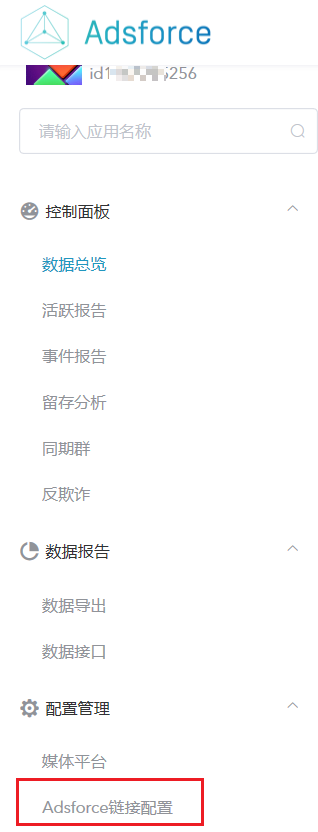 Adsforce
请输入应用名称
控制面板
数据总览
活跃报告
事件报告
留存分析
同期群
反欺诈
数据报告
数据导出
数据接口
配置管理
媒体平台
Adsforce链接配置